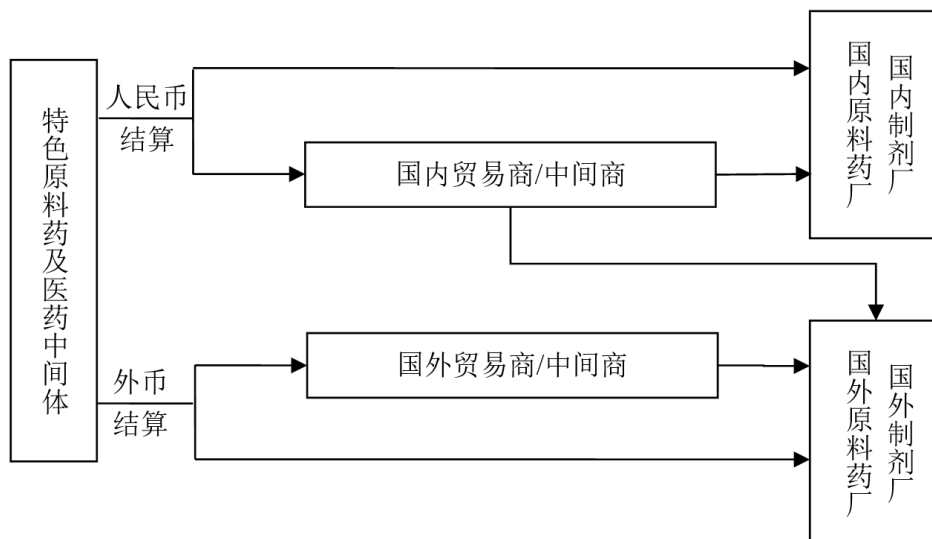 特色原料药及医药中间体
人民币
结算
国内贸易商/中间商
国内制剂厂
国内原料药厂
外币
结算
国外贸易商/中间商
国外制剂厂
国外原料药厂